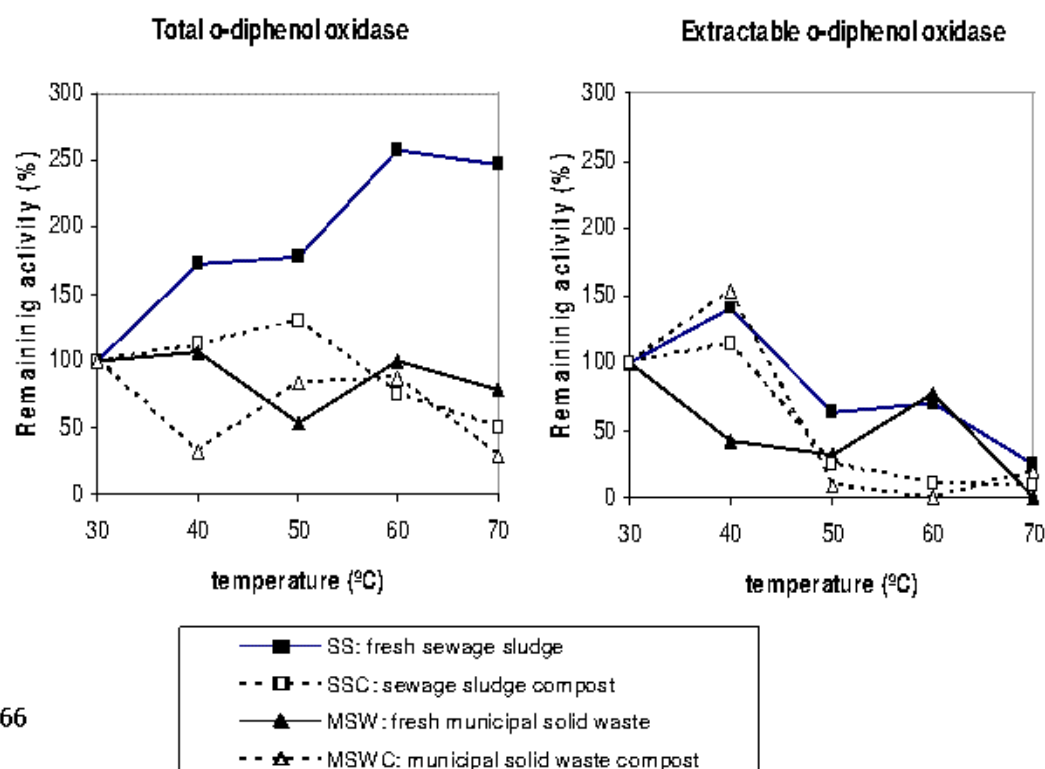 Total o-diphenol oxidase
Extractable o-diphenol oxidase
300
250
200
150
100
50
0
Remaininig activity (%)
30 40 50 60 70
temperature (ºC)
300
250
200
150
100
50
0
Remaininig activity (%)
30 40 50 60 70
temperature (ºC)
SS: fresh sewage sludge
SSC: sewage sludge compost
MSW: fresh municipal solid waste
MSWC: municipal solid waste compost
66